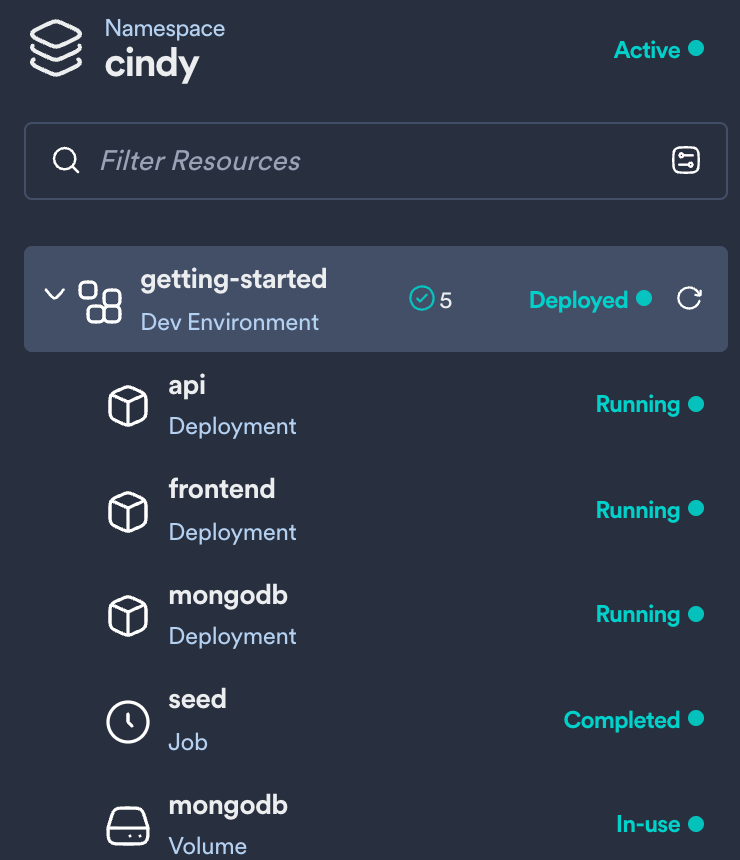 Namespace
cindy
Active
Filter Resources
getting-started
Dev Environment
5
Deployed
api
Deployment
Running
frontend
Deployment
Running
mongodb
Deployment
Running
seed
Job
Completed
mongodb
Volume
In-use